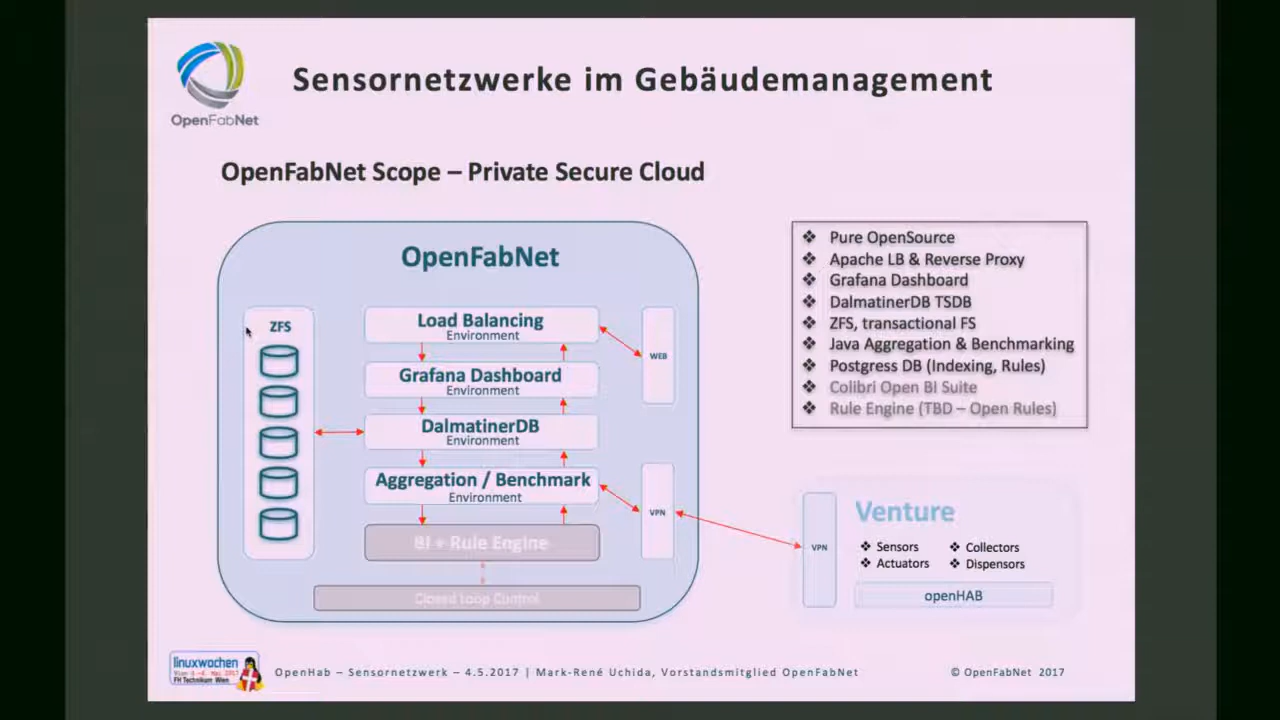 OpenFabNet
Sensornetzwerke im Gebäudemanagement
OpenFabNet Scope – Private Secure Cloud
OpenFabNet
ZFS
Load Balancing
Environment
Grafana Dashboard
Environment
DalmatinerDB
Environment
Aggregation / Benchmark
Environment
BI + Rule Engine
Closed Loop Control
WEB
VPN
❖ Pure OpenSource
❖ Apache LB & Reverse Proxy
❖ Grafana Dashboard
❖ DalmatinerDB TSDB
❖ ZFS, transactional FS
❖ Java Aggregation & Benchmarking
❖ Postgress DB (Indexing, Rules)
❖ Colibri Open BI Suite
❖ Rule Engine (TBD – Open Rules)
VPN
Venture
❖ Sensors ❖ Collectors
❖ Actuators ❖ Dispensors
openHAB
linuxwochen
Wien 4.-6. Mai 2017
FH Technikum Wien
OpenHab – Sensornetzwerk – 4.5.2017 | Mark-René Uchida, Vorstandsmitglied OpenFabNet
© OpenFabNet 2017